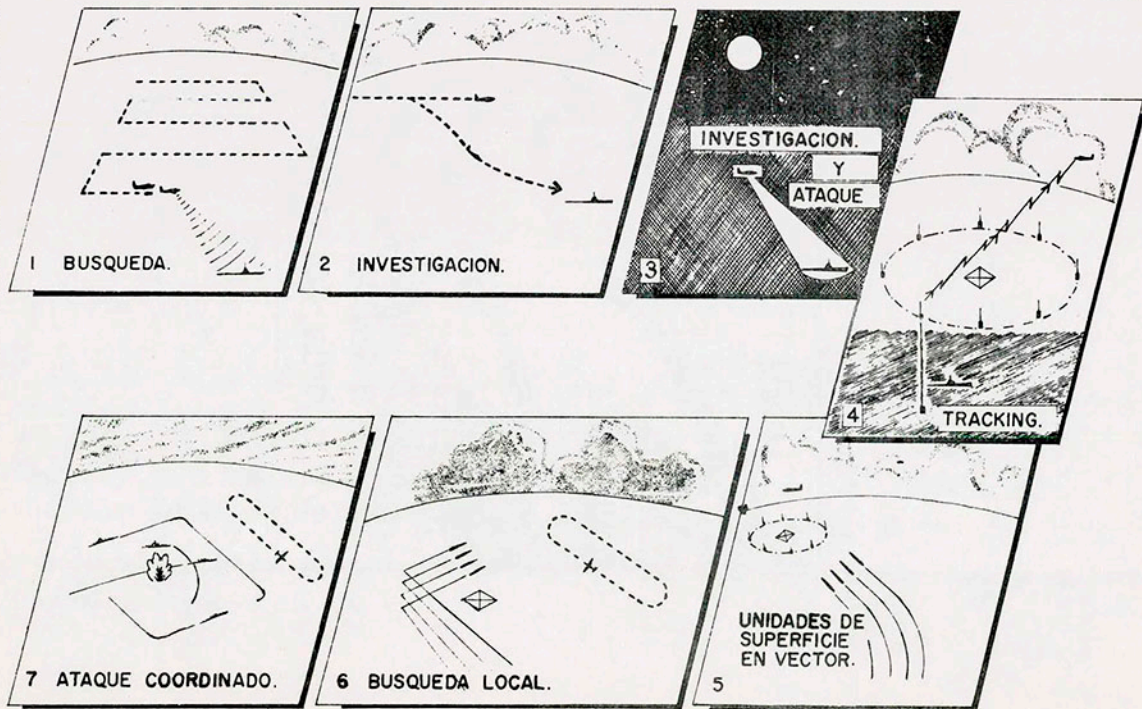 1 BUSQUEDA.
2 INVESTIGACION.
INVESTIGACION.
Y
ATAQUE
3
4
TRACKING.
UNIDADES DE
SUPERFICIE
EN VECTOR.
5
6 BUSQUEDA LOCAL.
7 ATAQUE COORDINADO.